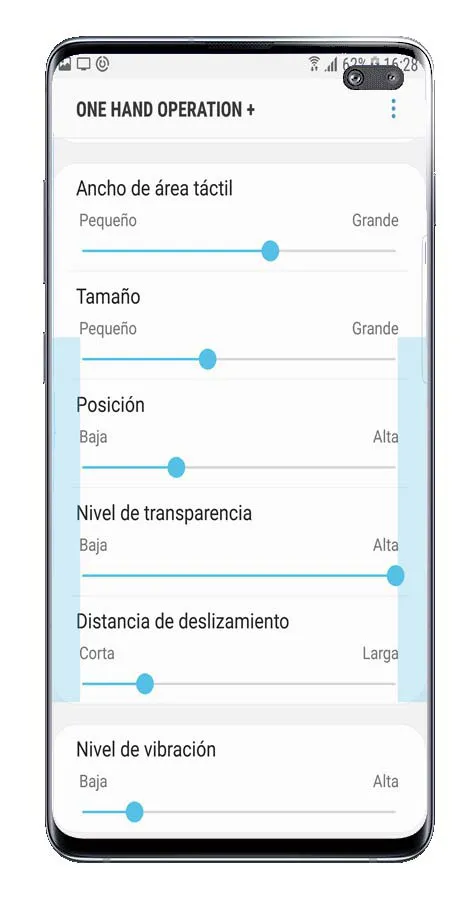 62% 16:28
ONE HAND OPERATION +
Ancho de área táctil
Pequeño Grande
Tamaño
Pequeño Grande
Posición
Baja Alta
Nivel de transparencia
Baja Alta
Distancia de deslizamiento
Corta Larga
Nivel de vibración
Baja Alta